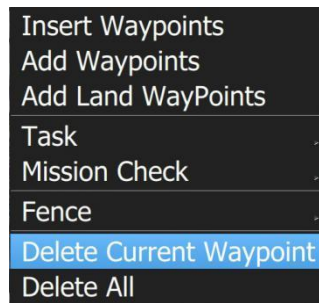 Insert Waypoints
Add Waypoints
Add Land WayPoints
Task
Mission Check
Fence
Delete Current Waypoint
Delete All